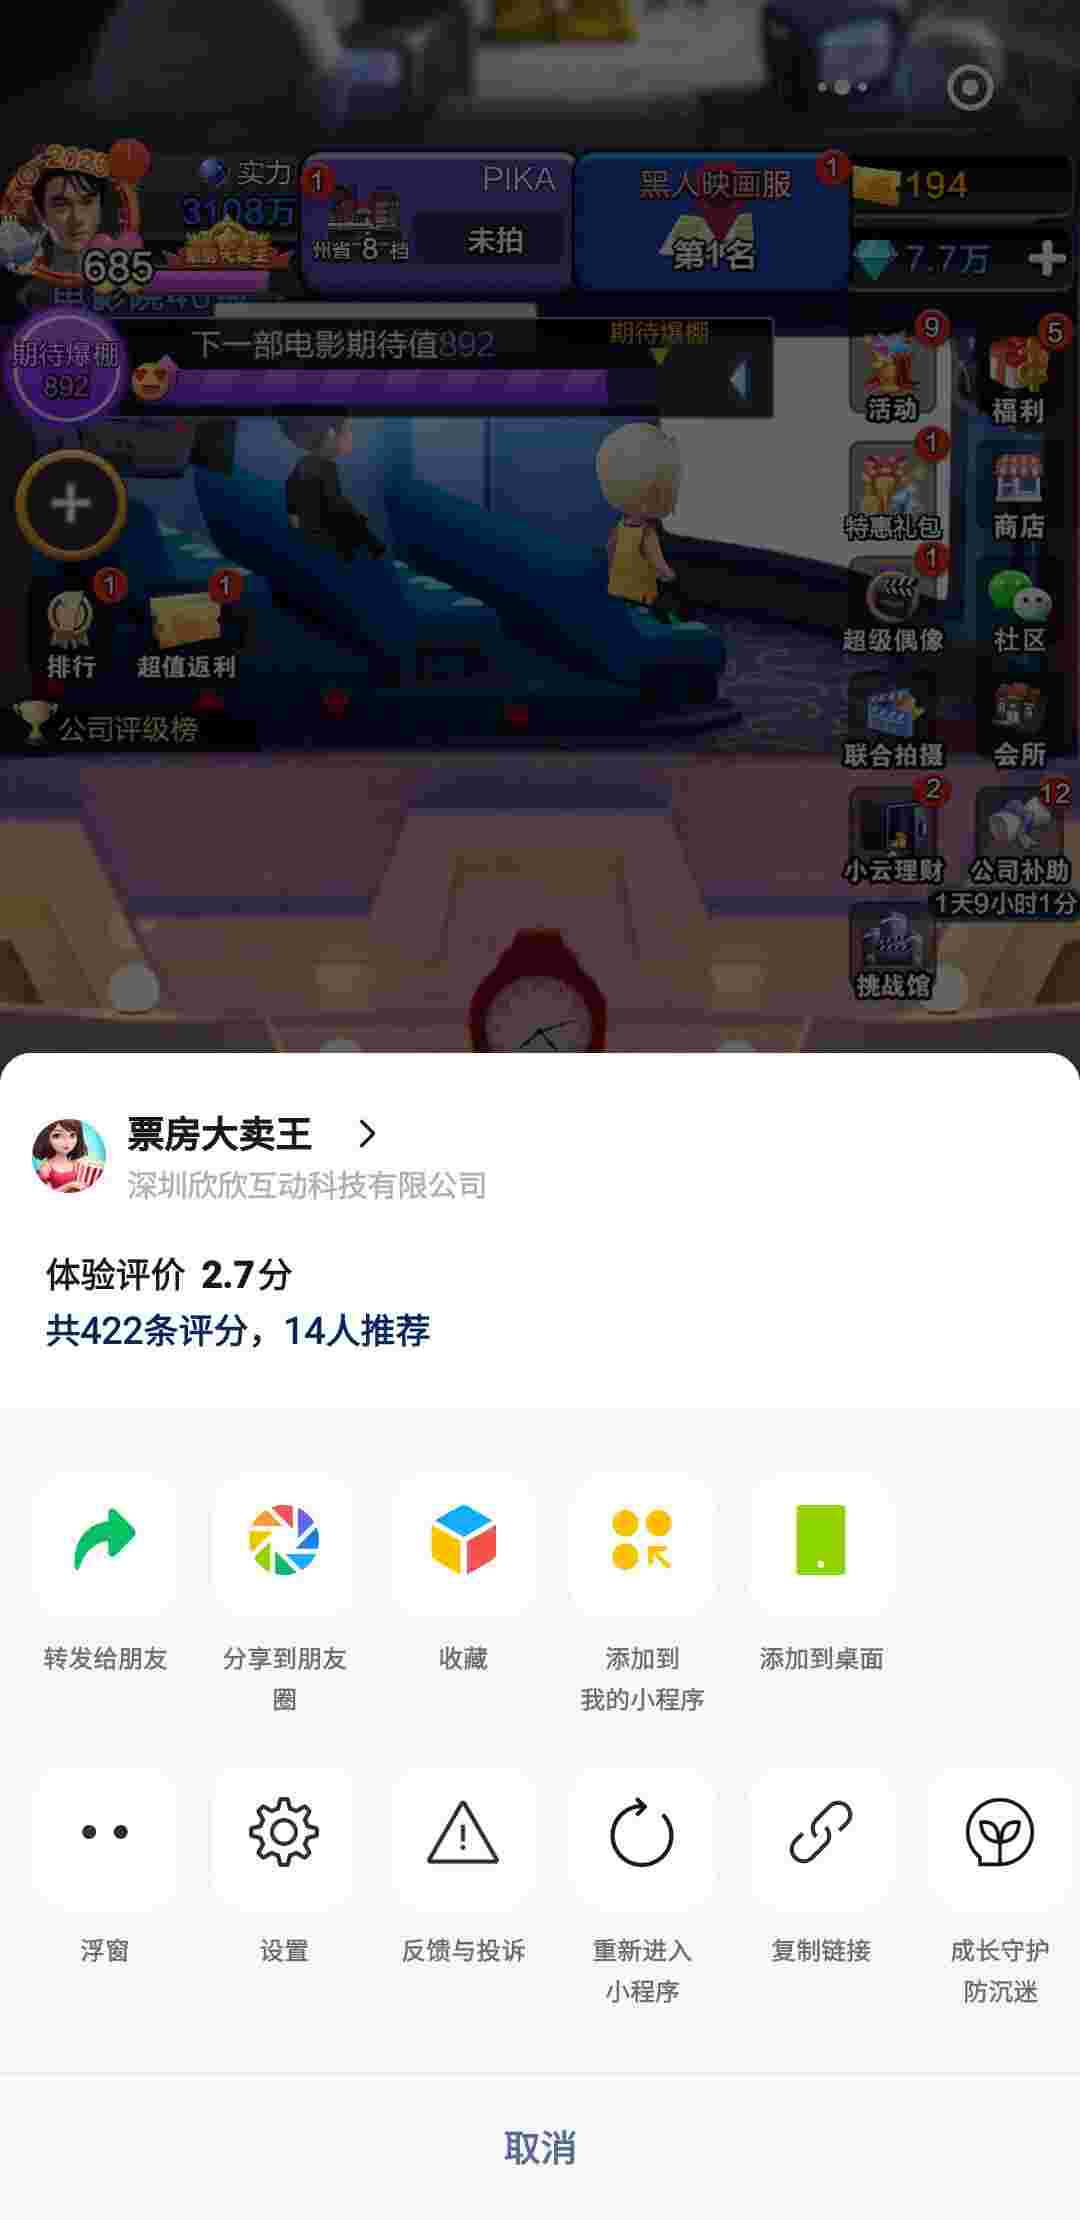 2026
实力
3108万
685
票房大卖王
1
PIKA
州省 8 档
未拍
黑人映画服
1
第1名
194
7.7万
期待爆棚
892
下一部电影期待值892
期待爆棚
9
活动
5
福利
1
特惠礼包
商店
1
超级偶像
社区
联合拍摄
会所
2
小云理财
12
公司补助
1天9小时1分
挑战馆
1
排行
1
超值返利
公司评级榜
票房大卖王
深圳欣欣互动科技有限公司
体验评价 2.7分
共422条评分，14人推荐
转发给朋友
分享到朋友
圈
收藏
添加到
我的小程序
添加到桌面
浮窗
设置
反馈与投诉
重新进入
小程序
复制链接
成长守护
防沉迷
取消